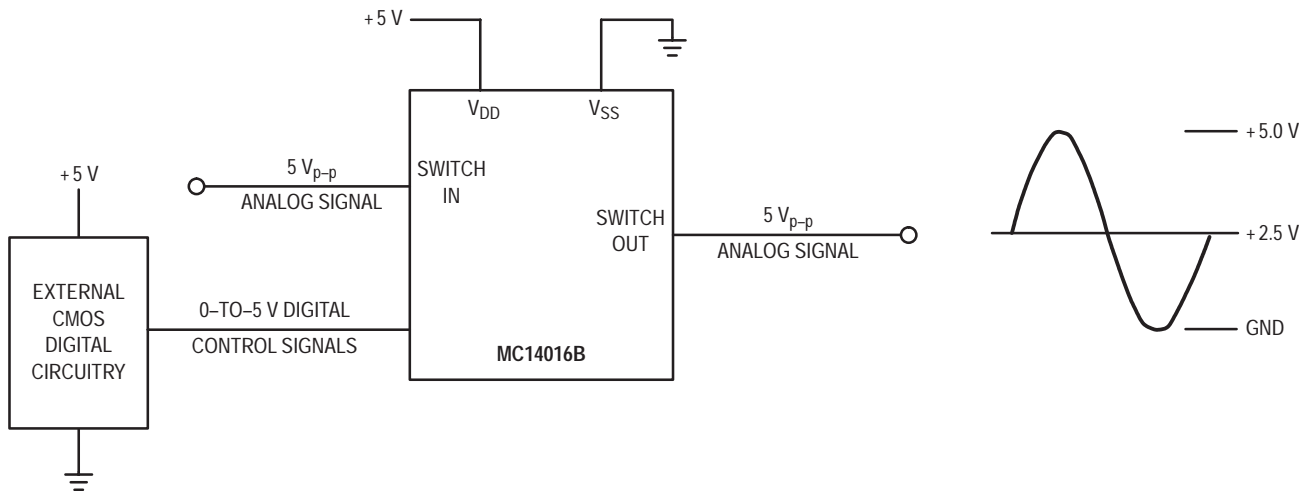 +5 V
V_DD
V_SS
+5.0 V
5 V_p–p
ANALOG SIGNAL
SWITCH
IN
+5 V
SWITCH
OUT
5 V_p–p
ANALOG SIGNAL
+2.5 V
EXTERNAL
CMOS
DIGITAL
CIRCUITRY
0–TO–5 V DIGITAL
CONTROL SIGNALS
MC14016B
GND